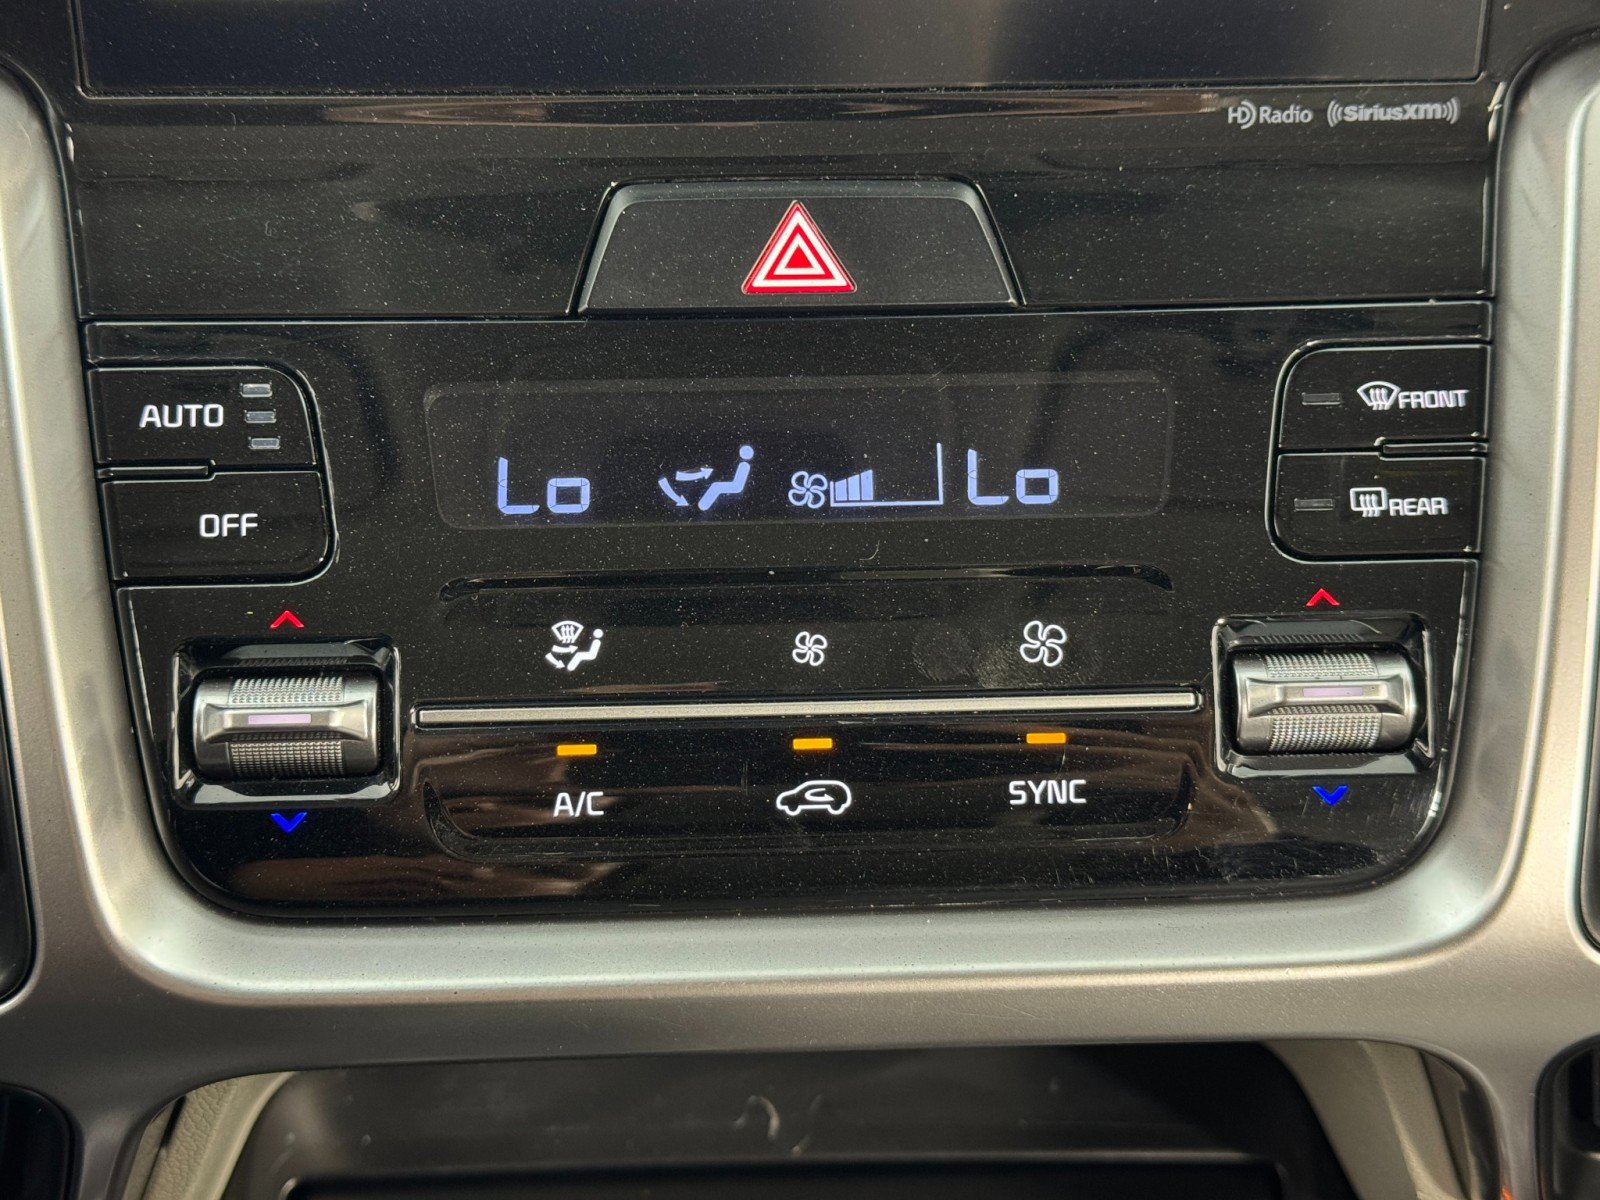 HD Radio SiriusXM
AUTO
FRONT
OFF
REAR
Lo Lo
A/C
SYNC